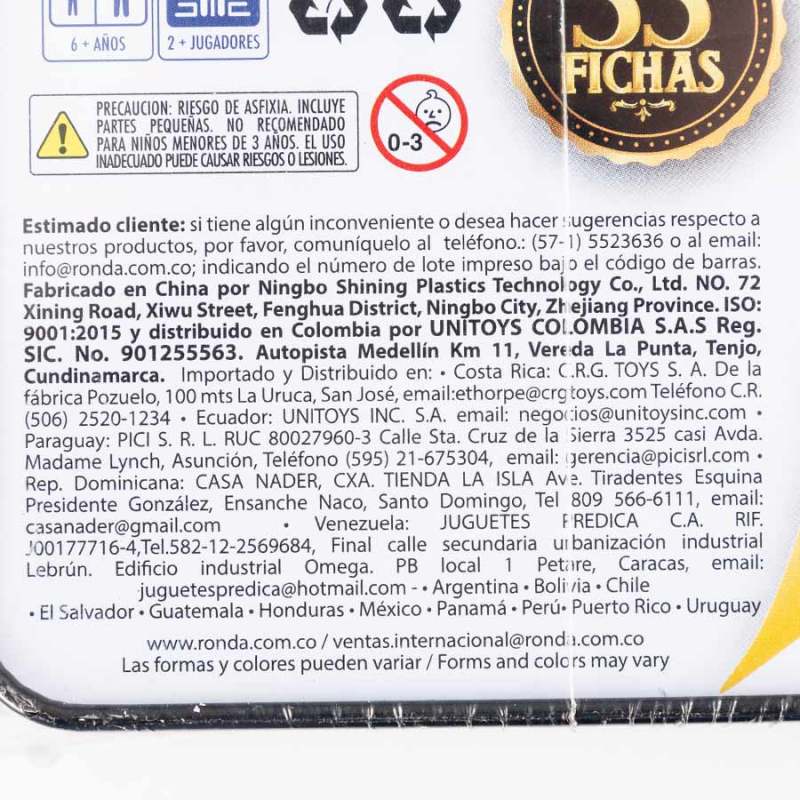 6 + AÑOS
2 + JUGADORES
55
FICHAS
PRECAUCION: RIESGO DE ASFIXIA. INCLUYE
PARTES PEQUEÑAS. NO RECOMENDADO
PARA NIÑOS MENORES DE 3 AÑOS. EL USO
INADECUADO PUEDE CAUSAR RIESGOS O LESIONES.
0-3
Estimado cliente: si tiene algún inconveniente o desea hacer sugerencias respecto a
nuestros productos, por favor, comuníquelo al teléfono.: (57-1) 5523636 o al email:
info@ronda.com.co; indicando el número de lote impreso bajo el código de barras.
Fabricado en China por Ningbo Shining Plastics Technology Co., Ltd. NO. 72
Xining Road, Xiwu Street, Fenghua District, Ningbo City, Zhejiang Province. ISO:
9001:2015 y distribuido en Colombia por UNITOYS COLOMBIA S.A.S Reg.
SIC. No. 901255563. Autopista Medellín Km 11, Vereda La Punta, Tenjo,
Cundinamarca. Importado y Distribuido en: • Costa Rica: C.R.G. TOYS S. A. De la
fábrica Pozuelo, 100 mts La Uruca, San José, email:ethorpe@crgtoys.com Teléfono C.R.
(506) 2520-1234 • Ecuador: UNITOYS INC. S.A. email: negocios@unitoysinc.com •
Paraguay: PICI S. R. L. RUC 80027960-3 Calle Sta. Cruz de la Sierra 3525 casi Avda.
Madame Lynch, Asunción, Teléfono (595) 21-675304, email: gerencia@picisrl.com •
Rep. Dominicana: CASA NADER, CXA. TIENDA LA ISLA Ave. Tiradentes Esquina
Presidente González, Ensanche Naco, Santo Domingo, Tel 809 566-6111, email:
casanader@gmail.com • Venezuela: JUGUETES PREDICA C.A. RIF.
J00177716-4,Tel.582-12-2569684, Final calle secundaria urbanización industrial
Lebrún. Edificio industrial Omega. PB local 1 Petare, Caracas, email:
juguetespredica@hotmail.com - • Argentina • Bolivia • Chile
• El Salvador • Guatemala • Honduras • México • Panamá • Perú • Puerto Rico • Uruguay
www.ronda.com.co / ventas.internacional@ronda.com.co
Las formas y colores pueden variar / Forms and colors may vary